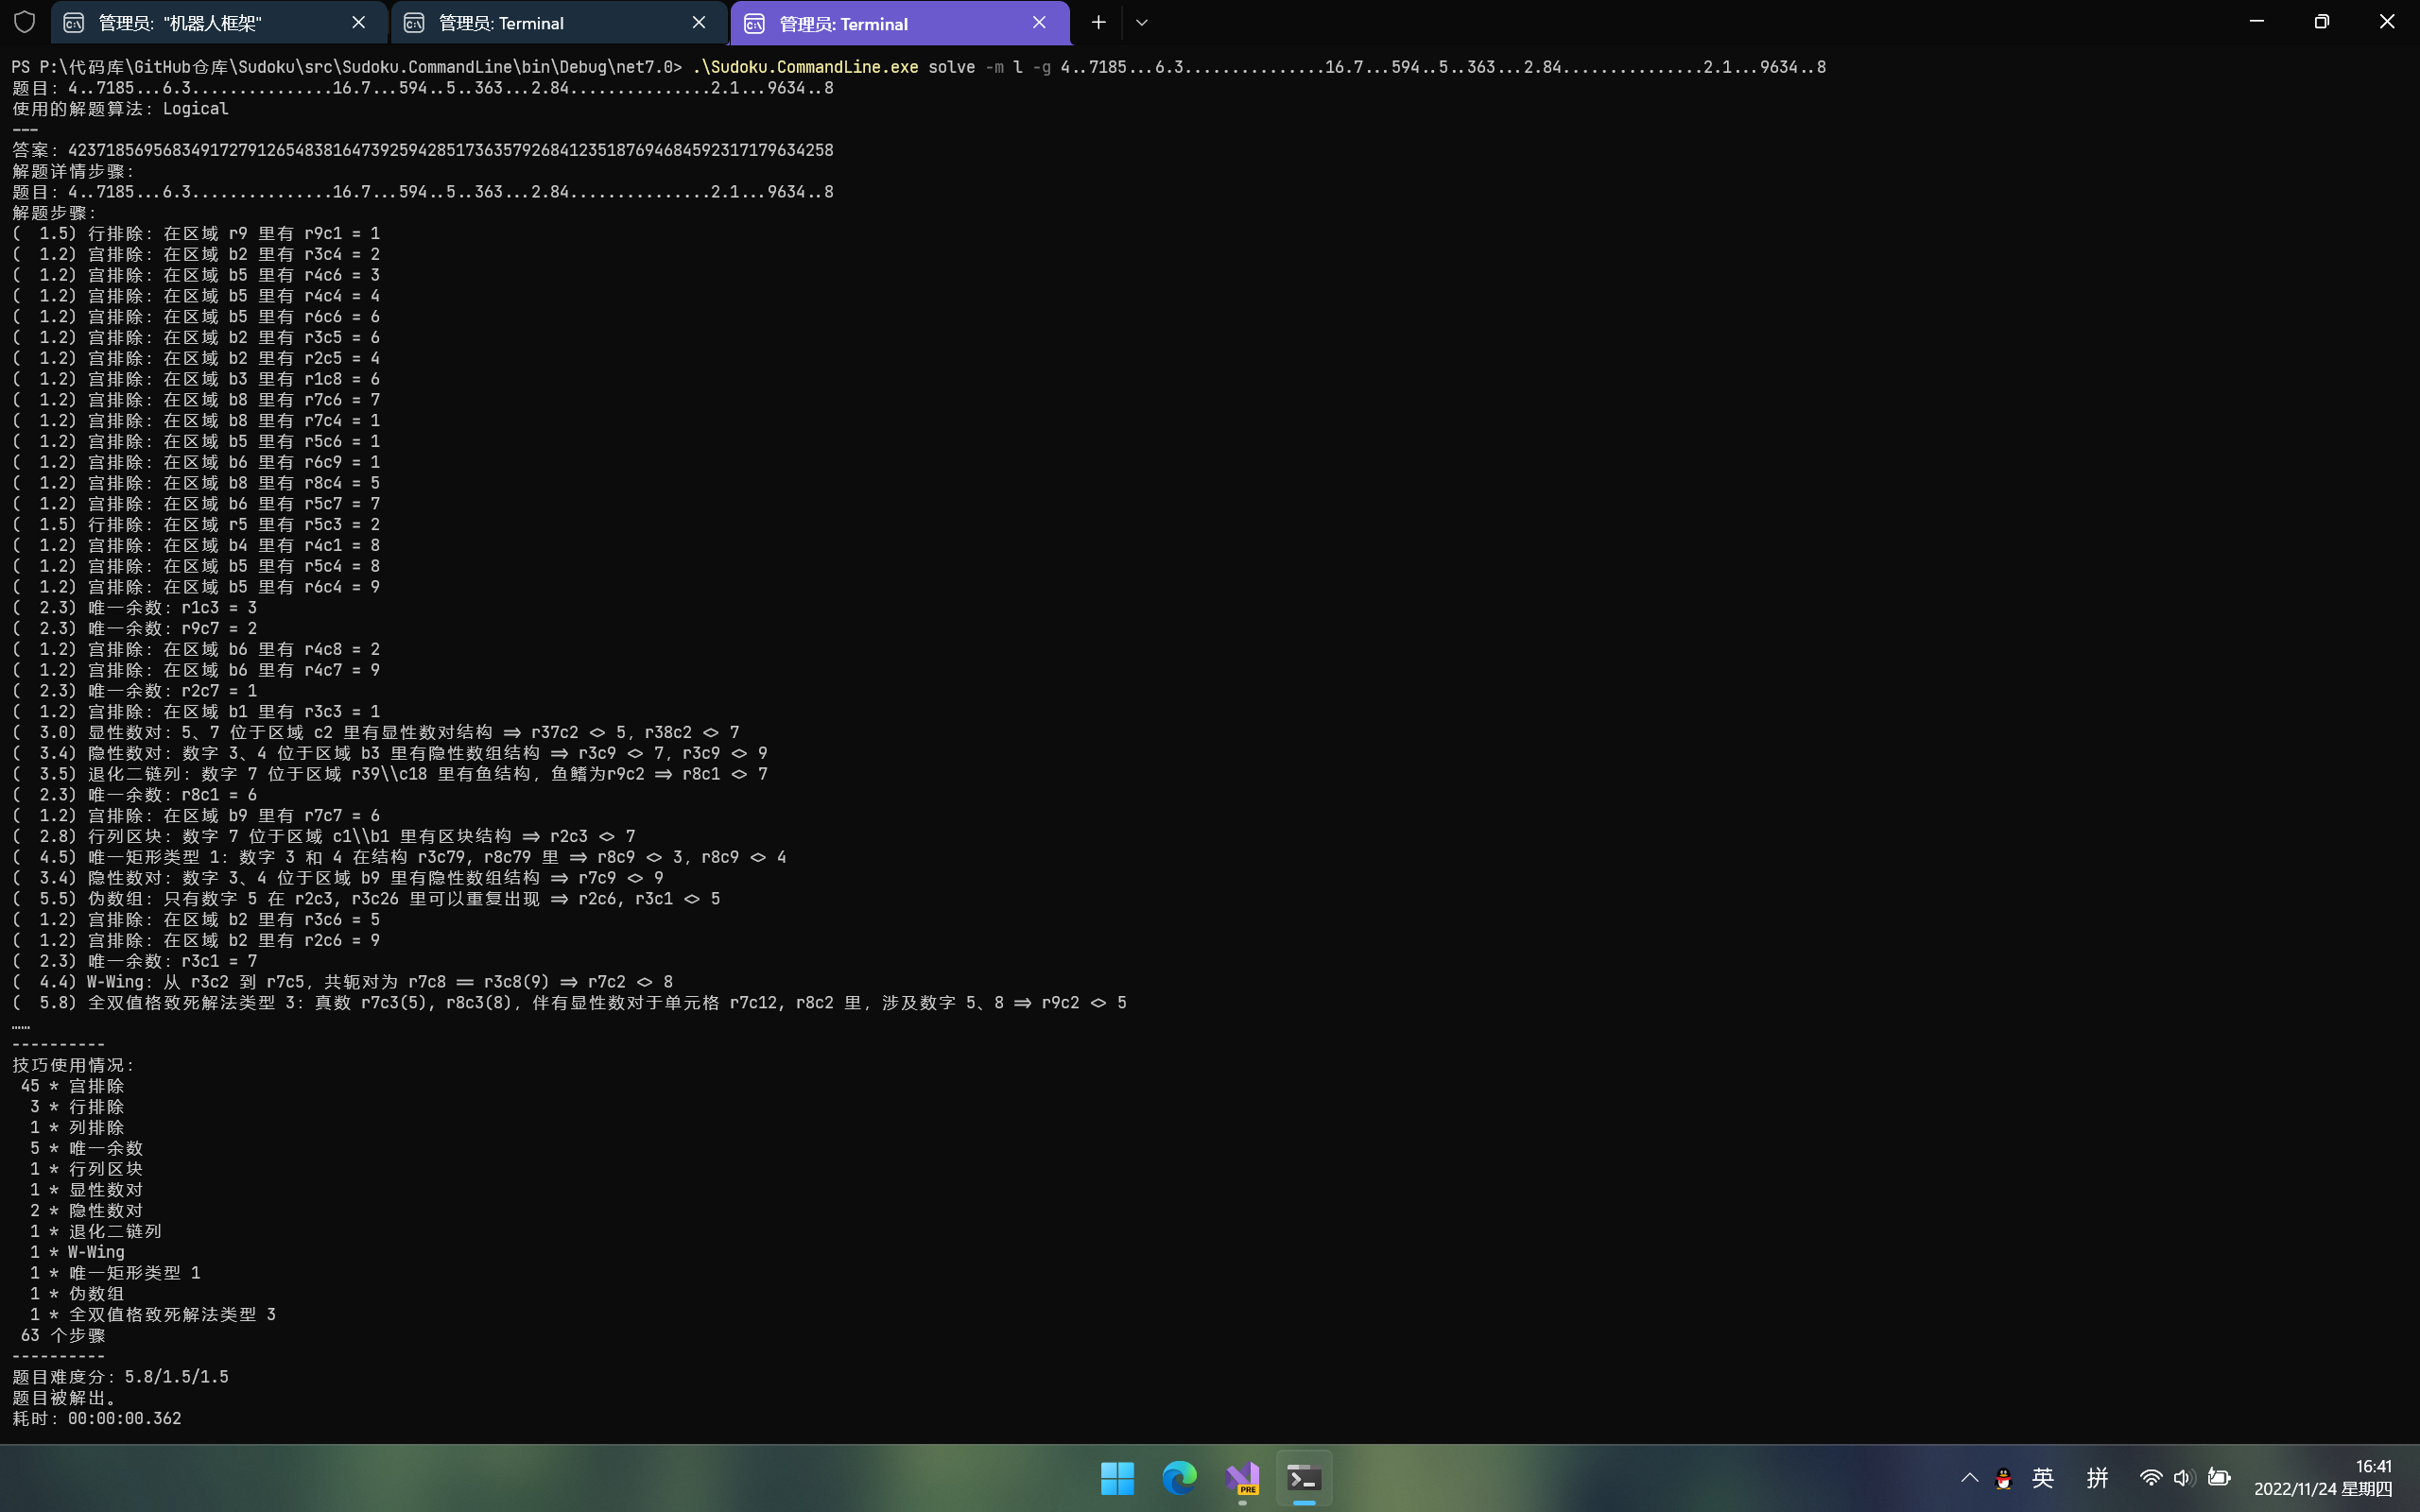 管理员: "机器人框架"
管理员: Terminal
管理员: Terminal
PS P:\代码库\GitHub仓库\Sudoku\src\Sudoku.CommandLine\bin\Debug\net7.0> .\Sudoku.CommandLine.exe solve -m l -g 4..7185...6.3...............16.7...594..5..363...2.84...............2.1...9634..8
题目: 4..7185...6.3...............16.7...594..5..363...2.84...............2.1...9634..8
使用的解题算法: Logical
---
答案: 423718569568349172791265483816473925942851736357926841235187694684592317179634258
解题详情步骤:
题目: 4..7185...6.3...............16.7...594..5..363...2.84...............2.1...9634..8
解题步骤:
(  1.5) 行排除: 在区域 r9 里有 r9c1 = 1
(  1.2) 宫排除: 在区域 b2 里有 r3c4 = 2
(  1.2) 宫排除: 在区域 b5 里有 r4c6 = 3
(  1.2) 宫排除: 在区域 b5 里有 r4c4 = 4
(  1.2) 宫排除: 在区域 b5 里有 r6c6 = 6
(  1.2) 宫排除: 在区域 b2 里有 r3c5 = 6
(  1.2) 宫排除: 在区域 b2 里有 r2c5 = 4
(  1.2) 宫排除: 在区域 b3 里有 r1c8 = 6
(  1.2) 宫排除: 在区域 b8 里有 r7c6 = 7
(  1.2) 宫排除: 在区域 b8 里有 r7c4 = 1
(  1.2) 宫排除: 在区域 b5 里有 r5c6 = 1
(  1.2) 宫排除: 在区域 b6 里有 r6c9 = 1
(  1.2) 宫排除: 在区域 b8 里有 r8c4 = 5
(  1.2) 宫排除: 在区域 b6 里有 r5c7 = 7
(  1.5) 行排除: 在区域 r5 里有 r5c3 = 2
(  1.2) 宫排除: 在区域 b4 里有 r4c1 = 8
(  1.2) 宫排除: 在区域 b5 里有 r5c4 = 8
(  1.2) 宫排除: 在区域 b5 里有 r6c4 = 9
(  2.3) 唯一余数: r1c3 = 3
(  2.3) 唯一余数: r9c7 = 2
(  1.2) 宫排除: 在区域 b6 里有 r4c8 = 2
(  1.2) 宫排除: 在区域 b6 里有 r4c7 = 9
(  2.3) 唯一余数: r2c7 = 1
(  1.2) 宫排除: 在区域 b1 里有 r3c3 = 1
(  3.0) 显性数对: 5、7 位于区域 c2 里有显性数对结构 => r37c2 <> 5, r38c2 <> 7
(  3.4) 隐性数对: 数字 3、4 位于区域 b3 里有隐性数组结构 => r3c9 <> 7, r3c9 <> 9
(  3.5) 退化二链列: 数字 7 位于区域 r39\\c18 里有鱼结构, 鱼鳍为r9c2 => r8c1 <> 7
(  2.3) 唯一余数: r8c1 = 6
(  1.2) 宫排除: 在区域 b9 里有 r7c7 = 6
(  2.8) 行列区块: 数字 7 位于区域 c1\\b1 里有区块结构 => r2c3 <> 7
(  4.5) 唯一矩形类型 1: 数字 3 和 4 在结构 r3c79, r8c79 里 => r8c9 <> 3, r8c9 <> 4
(  3.4) 隐性数对: 数字 3、4 位于区域 b9 里有隐性数组结构 => r7c9 <> 9
(  5.5) 伪数组: 只有数字 5 在 r2c3, r3c26 里可以重复出现 => r2c6, r3c1 <> 5
(  1.2) 宫排除: 在区域 b2 里有 r3c6 = 5
(  1.2) 宫排除: 在区域 b2 里有 r2c6 = 9
(  2.3) 唯一余数: r3c1 = 7
(  4.4) W-Wing: 从 r3c2 到 r7c5, 共轭对为 r7c8 == r3c8(9) => r7c2 <> 8
(  5.8) 全双值格致死解法类型 3: 真数 r7c3(5), r8c3(8), 伴有显性数对于单元格 r7c12, r8c2 里, 涉及数字 5、8 => r9c2 <> 5
……
----------
技巧使用情况:
45 * 宫排除
3 * 行排除
1 * 列排除
5 * 唯一余数
1 * 行列区块
1 * 显性数对
2 * 隐性数对
1 * 退化二链列
1 * W-Wing
1 * 唯一矩形类型 1
1 * 伪数组
1 * 全双值格致死解法类型 3
63 个步骤
----------
题目难度分: 5.8/1.5/1.5
题目被解出。
耗时: 00:00:00.362
PRE
英
拼
16:41
2022/11/24 星期四